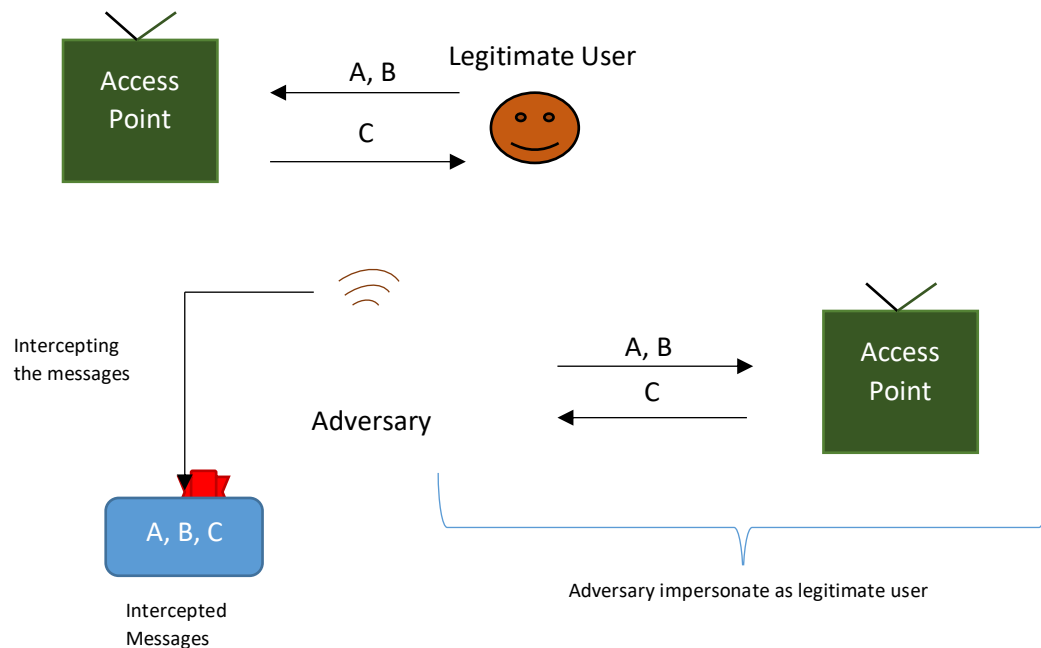 Access
Point
Legitimate User
A, B
C
Intercepting
the messages
Adversary
A, B
C
Access
Point
A, B, C
Intercepted
Messages
Adversary impersonate as legitimate user